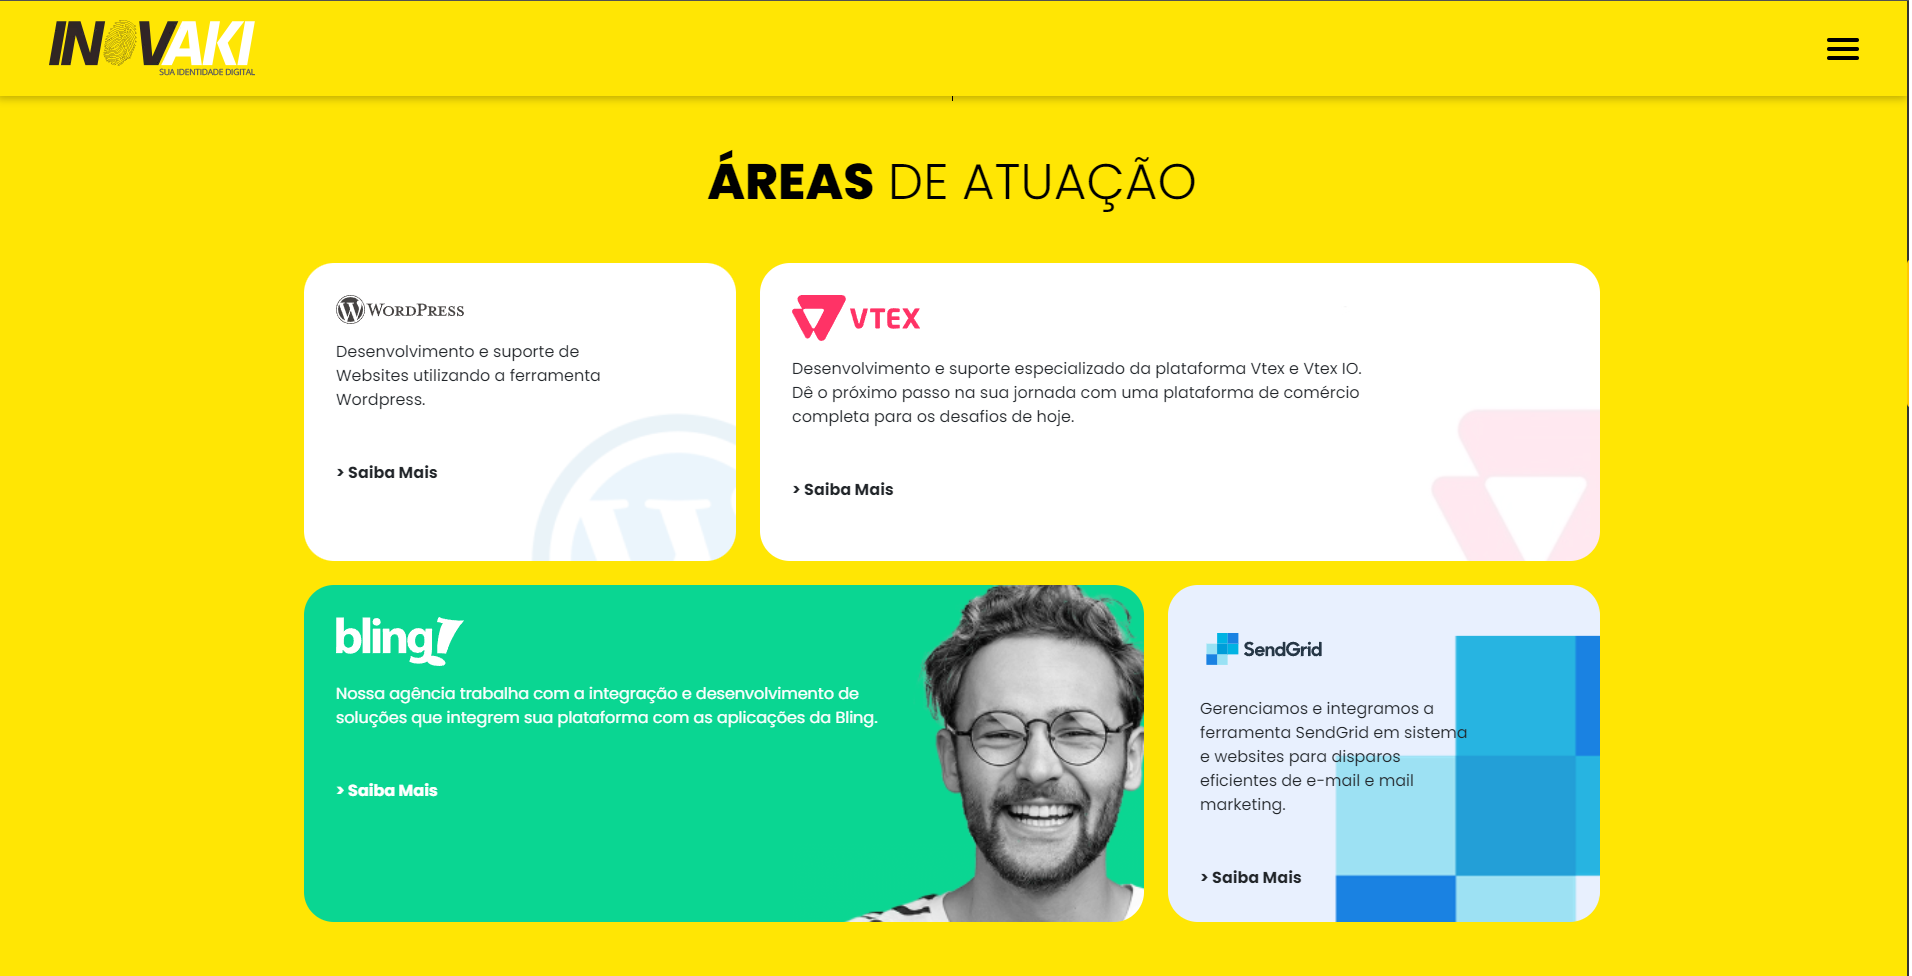 INOVAKI
SUA IDENTIDADE DIGITAL
ÁREAS DE ATUAÇÃO
WORDPRESS
Desenvolvimento e suporte de
Websites utilizando a ferramenta
Wordpress.
> Saiba Mais
VTEX
Desenvolvimento e suporte especializado da plataforma Vtex e Vtex IO.
Dê o próximo passo na sua jornada com uma plataforma de comércio
completa para os desafios de hoje.
> Saiba Mais
bling!
Nossa agência trabalha com a integração e desenvolvimento de
soluções que integrem sua plataforma com as aplicações da Bling.
> Saiba Mais
SendGrid
Gerenciamos e integramos a
ferramenta SendGrid em sistema
e websites para disparos
eficientes de e-mail e mail
marketing.
> Saiba Mais